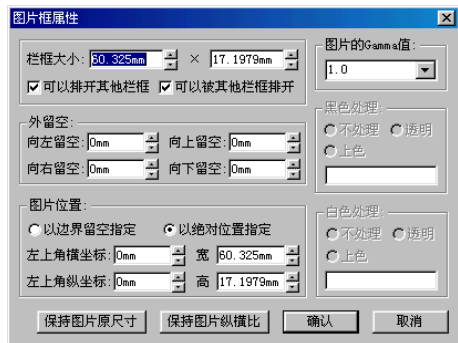 图片框属性
栏框大小: 60.325mm × 17.1979mm
可以排开其他栏框 可以被其他栏框排开
外留空:
向左留空: 0mm 向上留空: 0mm
向右留空: 0mm 向下留空: 0mm
图片位置:
以边界留空指定 以绝对位置指定
左上角横坐标: 0mm 宽 60.325mm
左上角纵坐标: 0mm 高 17.1979mm
图片的Gamma值:
1.0
黑色处理:
不处理 透明
上色
白色处理:
不处理 透明
上色
保持图片原尺寸 保持图片纵横比 确认 取消